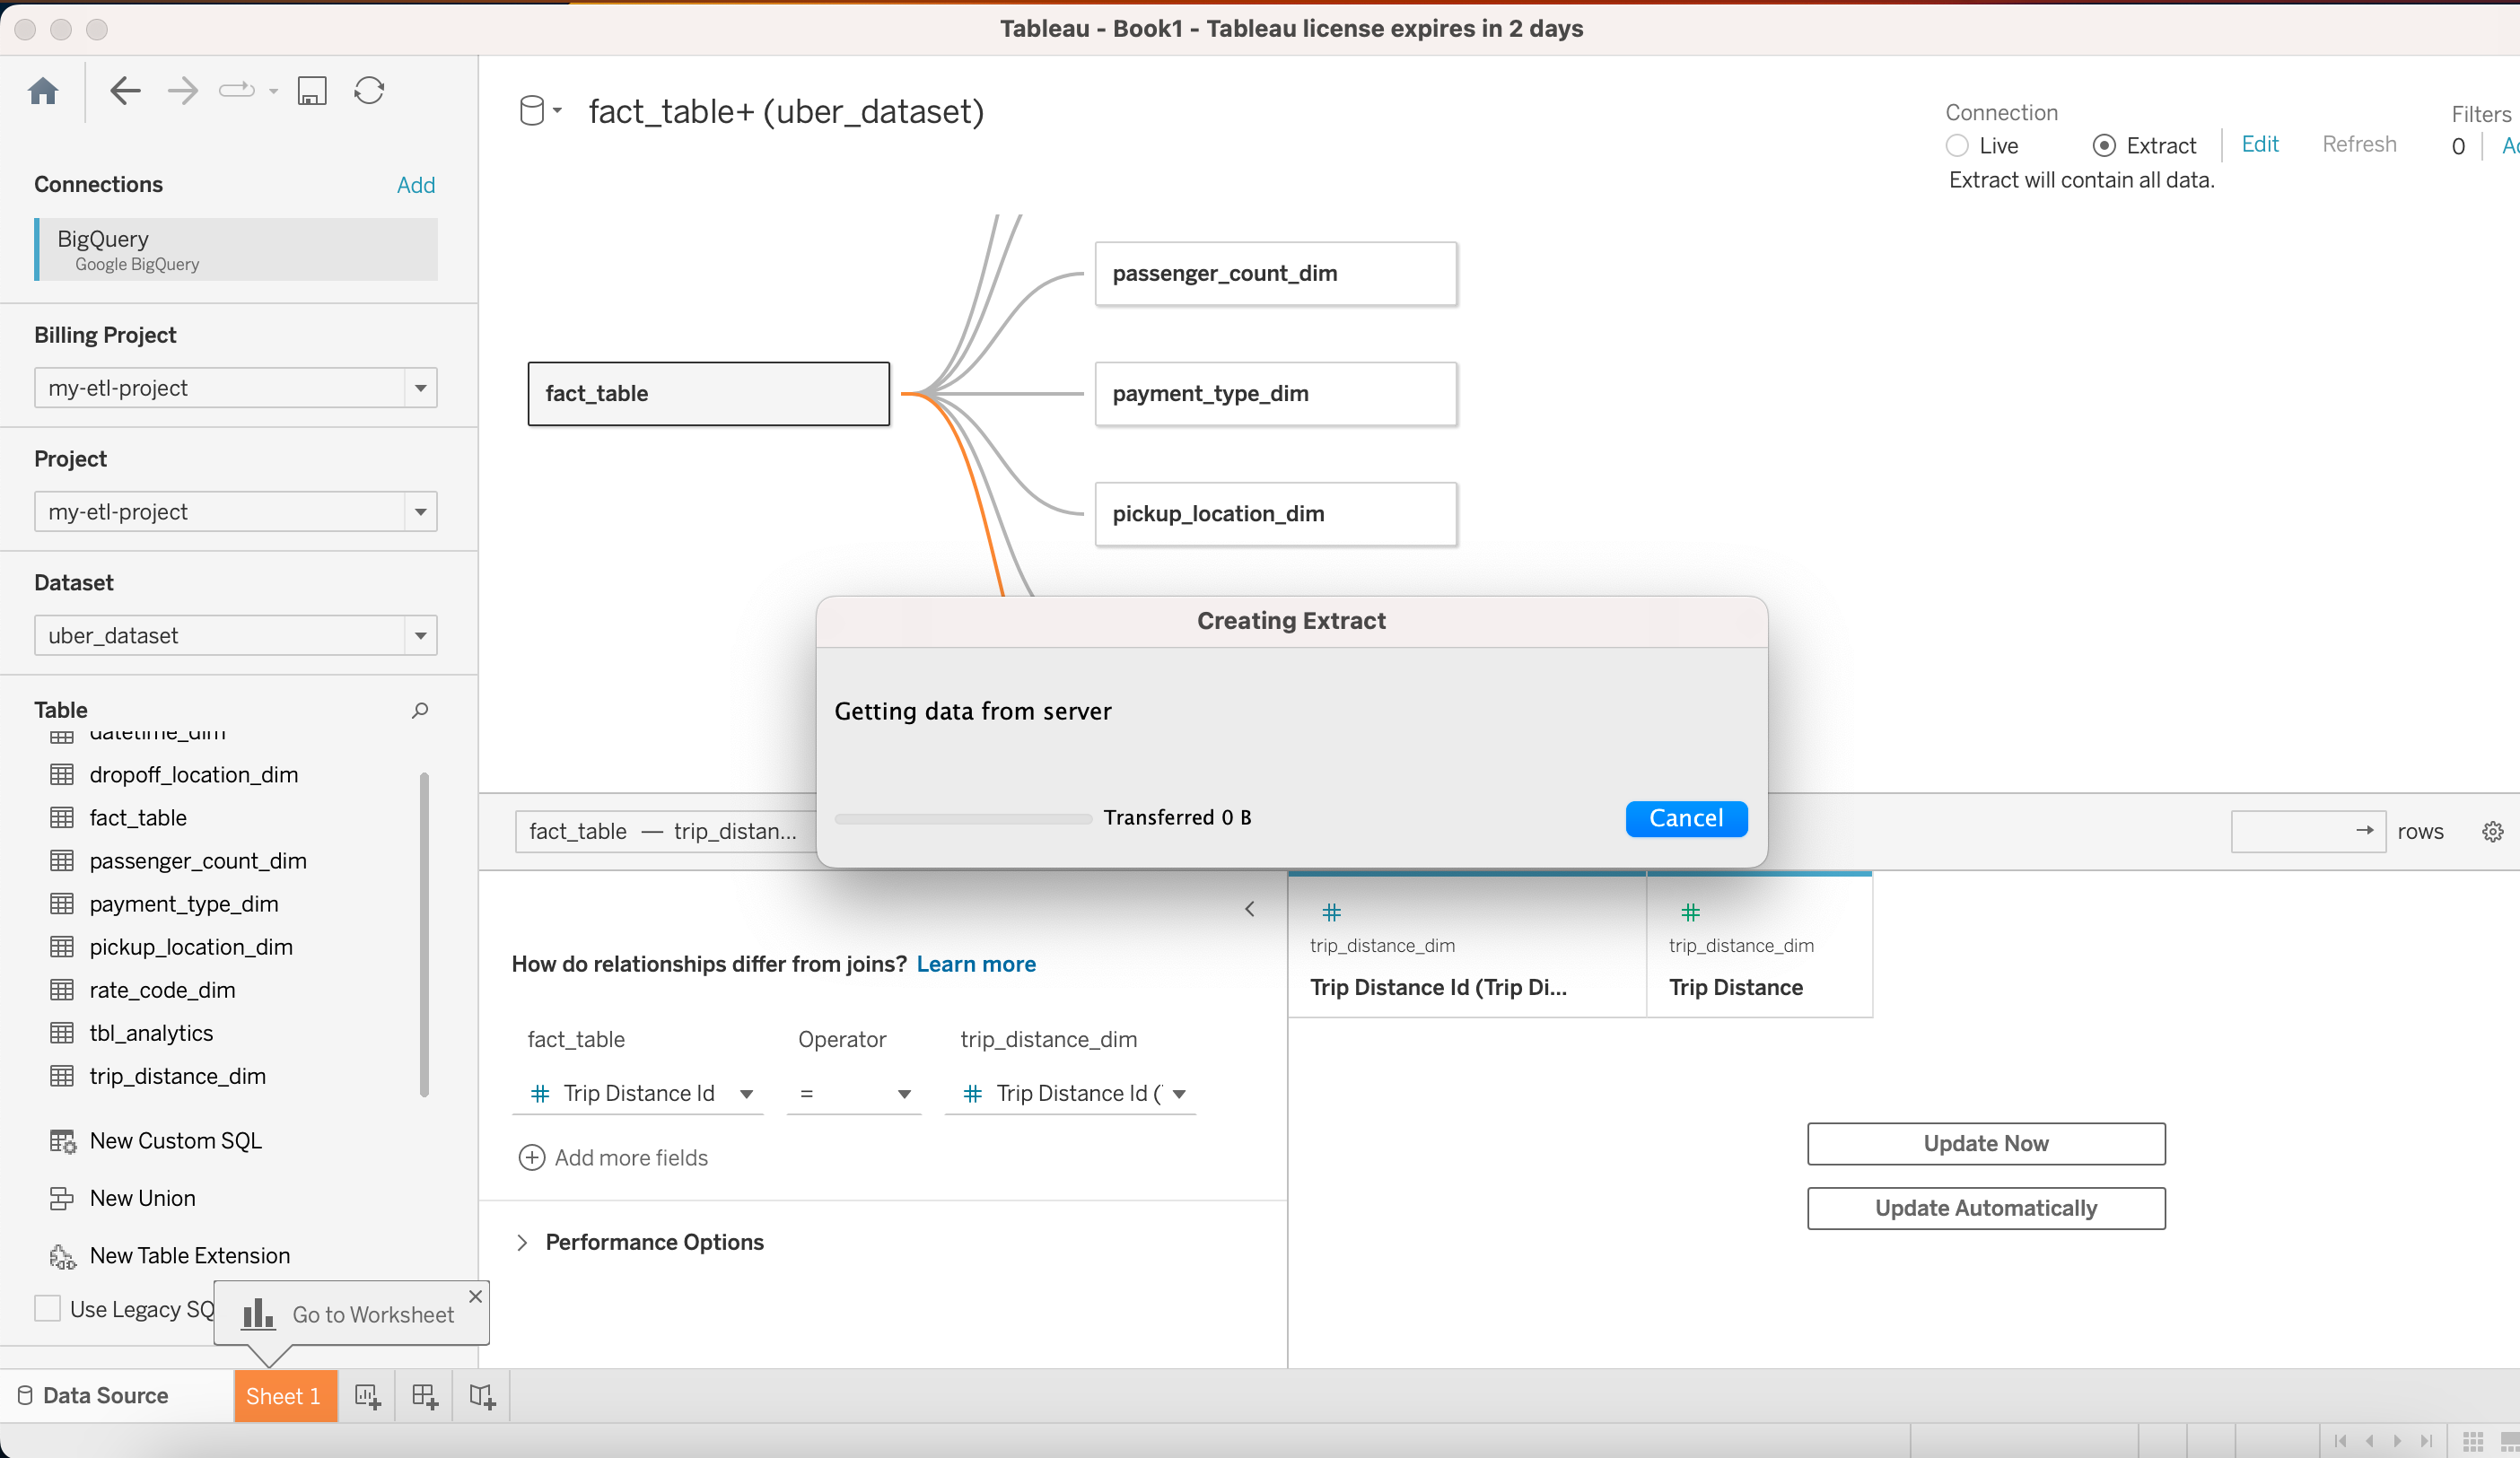 Tableau - Book1 - Tableau license expires in 2 days
fact_table+ (uber_dataset)
Connection
Live
Extract
Edit
Refresh
Filters
0
Extract will contain all data.
Connections
Add
BigQuery
Google BigQuery
Billing Project
my-etl-project
Project
my-etl-project
Dataset
uber_dataset
Table
datetime_dim
dropoff_location_dim
fact_table
passenger_count_dim
payment_type_dim
pickup_location_dim
rate_code_dim
tbl_analytics
trip_distance_dim
New Custom SQL
New Union
New Table Extension
Use Legacy SQ
Go to Worksheet
fact_table
passenger_count_dim
payment_type_dim
pickup_location_dim
Creating Extract
Getting data from server
Transferred 0 B
Cancel
fact_table — trip_distan...
rows
How do relationships differ from joins? Learn more
fact_table
Operator
trip_distance_dim
# Trip Distance Id
=
# Trip Distance Id (
Add more fields
Performance Options
#
trip_distance_dim
Trip Distance Id (Trip Di...
#
trip_distance_dim
Trip Distance
Update Now
Update Automatically
Data Source
Sheet 1